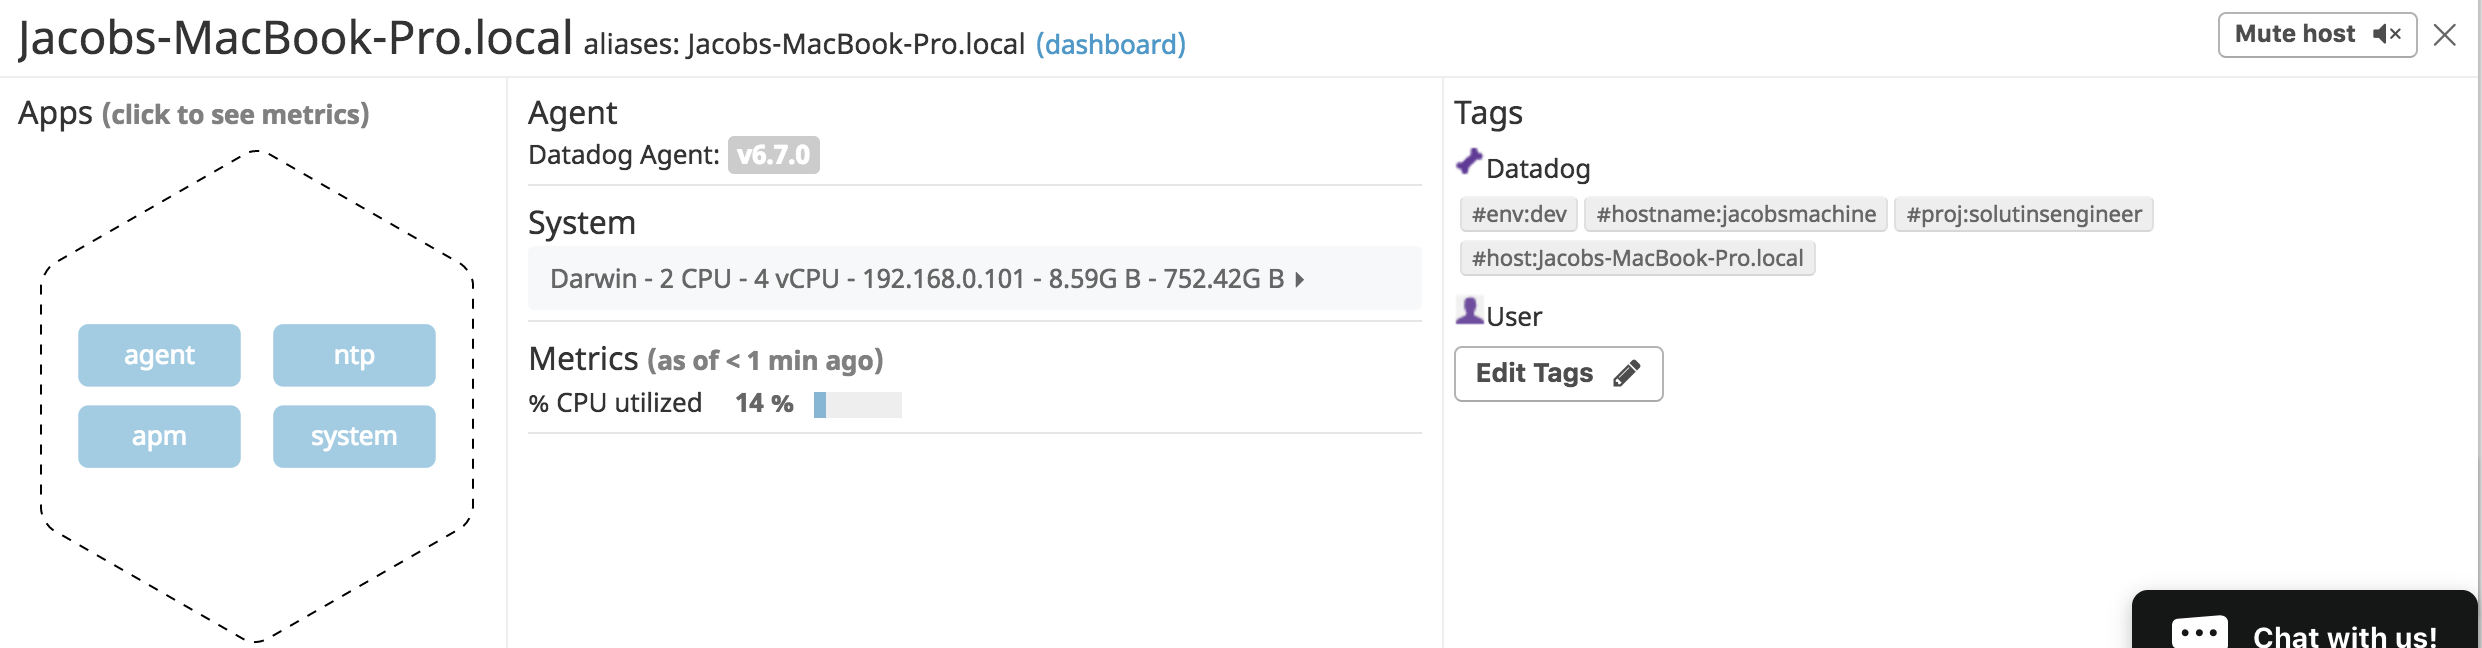 Jacobs-MacBook-Pro.local aliases: Jacobs-MacBook-Pro.local (dashboard)
Mute host
Apps (click to see metrics)
agent ntp
apm system
Agent
Datadog Agent: v6.7.0
System
Darwin - 2 CPU - 4 vCPU - 192.168.0.101 - 8.59G B - 752.42G B
Metrics (as of < 1 min ago)
% CPU utilized 14 %
Tags
Datadog
#env:dev #hostname:jacobsmachine #proj:solutinsengineer
#host:Jacobs-MacBook-Pro.local
User
Edit Tags
Chat with us!